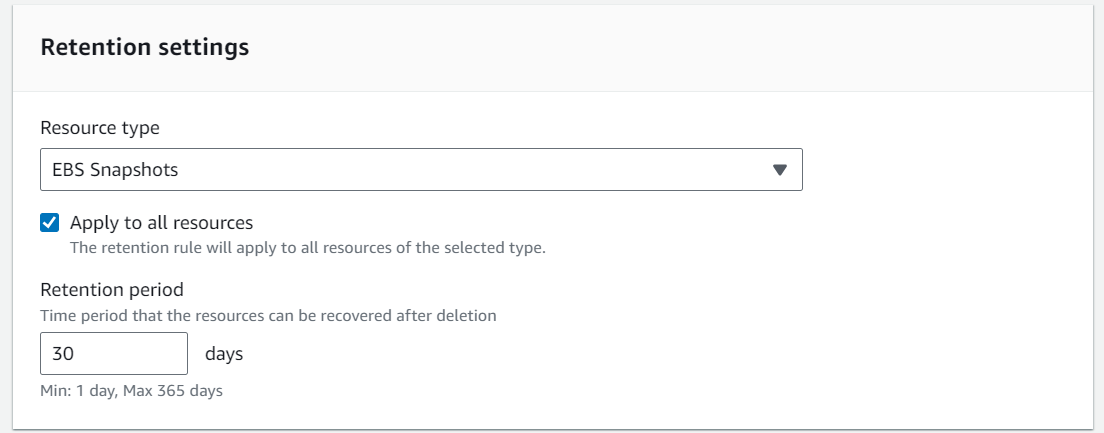 Retention settings
Resource type
EBS Snapshots
Apply to all resources
The retention rule will apply to all resources of the selected type.
Retention period
Time period that the resources can be recovered after deletion
30 days
Min: 1 day, Max 365 days